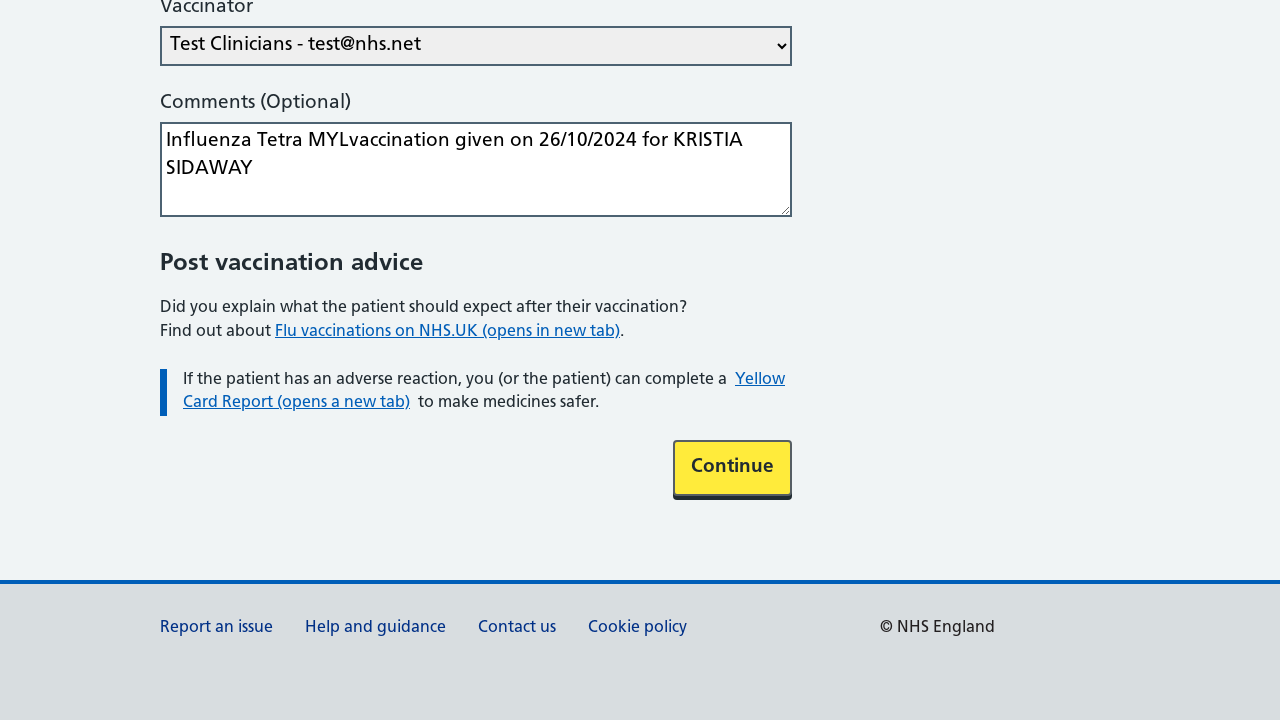 Vaccinator
Test Clinicians - test@nhs.net
Comments (Optional)
Influenza Tetra MYLvaccination given on 26/10/2024 for KRISTIA
SIDAWAY
Post vaccination advice
Did you explain what the patient should expect after their vaccination?
Find out about Flu vaccinations on NHS.UK (opens in new tab).
If the patient has an adverse reaction, you (or the patient) can complete a Yellow
Card Report (opens a new tab) to make medicines safer.
Continue
Report an issue Help and guidance Contact us Cookie policy © NHS England